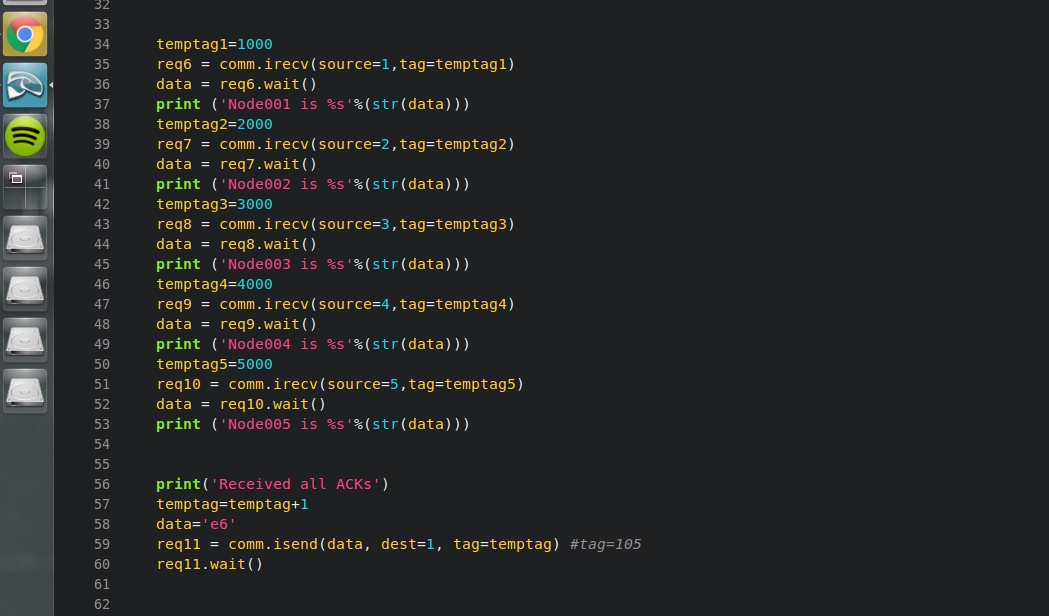 32
33
34 temptag1=1000
35 req6 = comm.irecv(source=1,tag=temptag1)
36 data = req6.wait()
37 print ('Node001 is %s'%(str(data)))
38 temptag2=2000
39 req7 = comm.irecv(source=2,tag=temptag2)
40 data = req7.wait()
41 print ('Node002 is %s'%(str(data)))
42 temptag3=3000
43 req8 = comm.irecv(source=3,tag=temptag3)
44 data = req8.wait()
45 print ('Node003 is %s'%(str(data)))
46 temptag4=4000
47 req9 = comm.irecv(source=4,tag=temptag4)
48 data = req9.wait()
49 print ('Node004 is %s'%(str(data)))
50 temptag5=5000
51 req10 = comm.irecv(source=5,tag=temptag5)
52 data = req10.wait()
53 print ('Node005 is %s'%(str(data)))
54
55
56 print('Received all ACKs')
57 temptag=temptag+1
58 data='e6'
59 req11 = comm.isend(data, dest=1, tag=temptag) #tag=105
60 req11.wait()
61
62